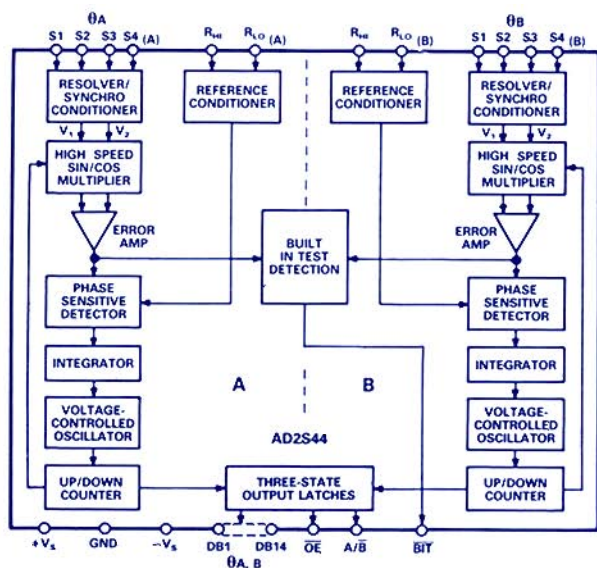 θA
S1 S2 S3 S4 (A)
RHI RLO (A)
RHI RLO (B)
θB
S1 S2 S3 S4 (B)
RESOLVER/
SYNCHRO
CONDITIONER
REFERENCE
CONDITIONER
REFERENCE
CONDITIONER
RESOLVER/
SYNCHRO
CONDITIONER
V1 V2
V1 V2
HIGH SPEED
SIN/COS
MULTIPLIER
HIGH SPEED
SIN/COS
MULTIPLIER
ERROR
AMP
BUILT
IN TEST
DETECTION
ERROR
AMP
PHASE
SENSITIVE
DETECTOR
PHASE
SENSITIVE
DETECTOR
INTEGRATOR
A
B
INTEGRATOR
VOLTAGE-
CONTROLLED
OSCILLATOR
VOLTAGE-
CONTROLLED
OSCILLATOR
AD2S44
UP/DOWN
COUNTER
THREE-STATE
OUTPUT LATCHES
UP/DOWN
COUNTER
+Vs GND −Vs DB1 DB14 O̅E̅ A/B̅ B̅I̅T̅
θA, B